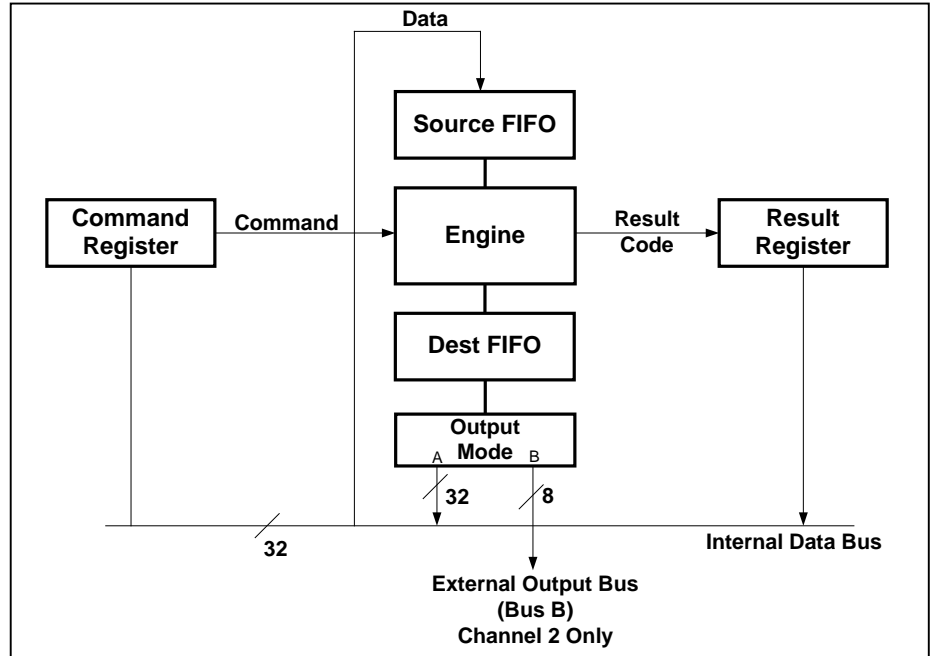 Data
Source FIFO
Command
Register
Command
Engine
Result
Code
Result
Register
Dest FIFO
Output
Mode
A
B
32
8
32
Internal Data Bus
External Output Bus
(Bus B)
Channel 2 Only